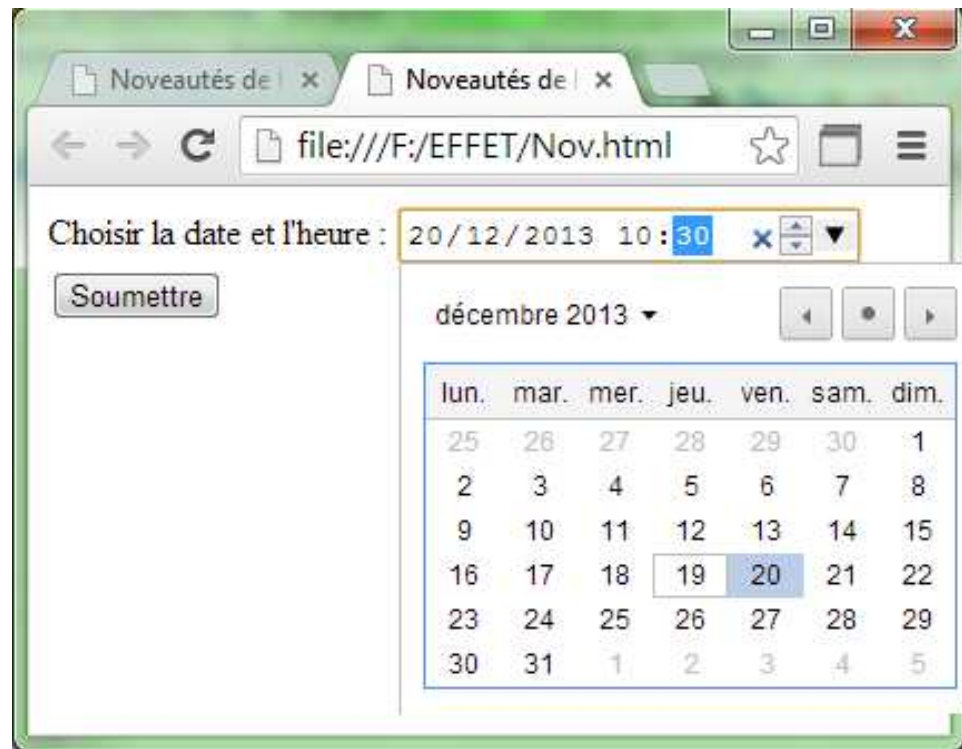 Noveautés de Noveautés de
file:///F:/EFFET/Nov.html
Choisir la date et l'heure : 20/12/2013 10:30
Soumettre
décembre 2013
lun. mar. mer. jeu. ven. sam. dim.
25 26 27 28 29 30 1
2 3 4 5 6 7 8
9 10 11 12 13 14 15
16 17 18 19 20 21 22
23 24 25 26 27 28 29
30 31 1 2 3 4 5